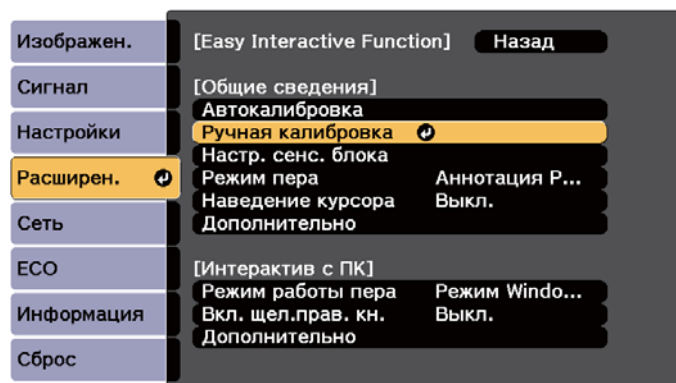 Изображен.
Сигнал
Настройки
Расширен.
Сеть
ECO
Информация
Сброс
[Easy Interactive Function] Назад
[Общие сведения]
Автокалибровка
Ручная калибровка
Настр. сенс. блока
Режим пера Аннотация P...
Наведение курсора Выкл.
Дополнительно
[Интерактив с ПК]
Режим работы пера Режим Windo...
Вкл. щел.прав. кн. Выкл.
Дополнительно